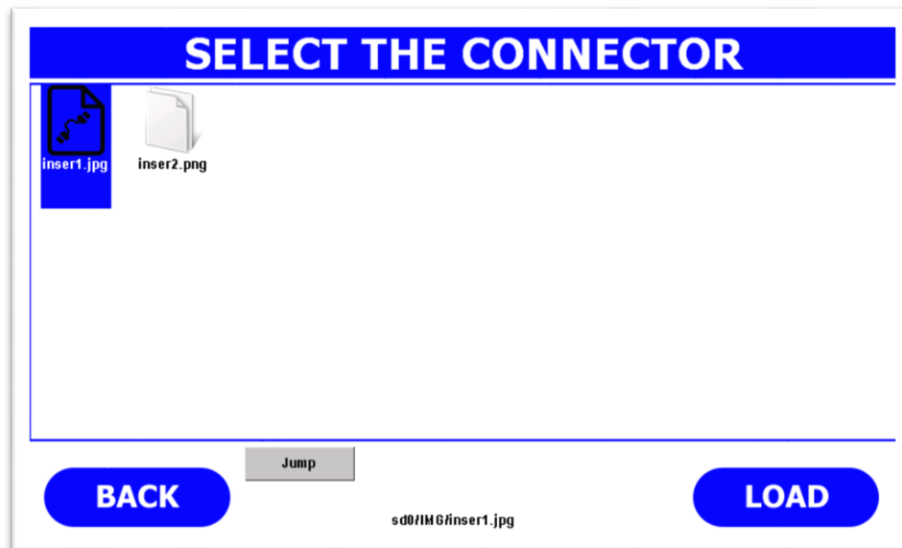 SELECT THE CONNECTOR
inser1.jpg inser2.png
Jump
BACK LOAD
sd0/IMG/inser1.jpg